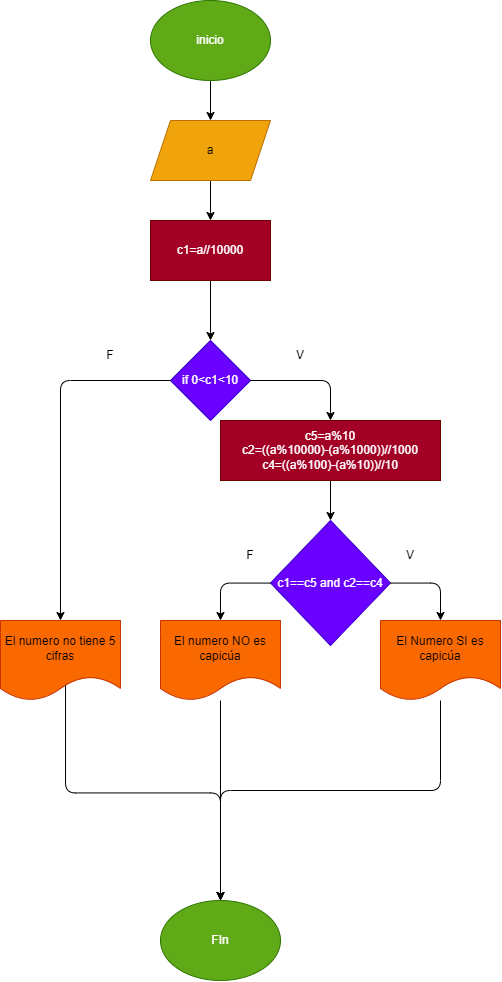 inicio
a
c1=a//10000
F
V
if 0<c1<10
c5=a%10
c2=((a%10000)-(a%1000))//1000
c4=((a%100)-(a%10))//10
F
V
c1==c5 and c2==c4
El numero no tiene 5
cifras
El numero NO es
capicúa
El Numero SI es
capicúa
FIn